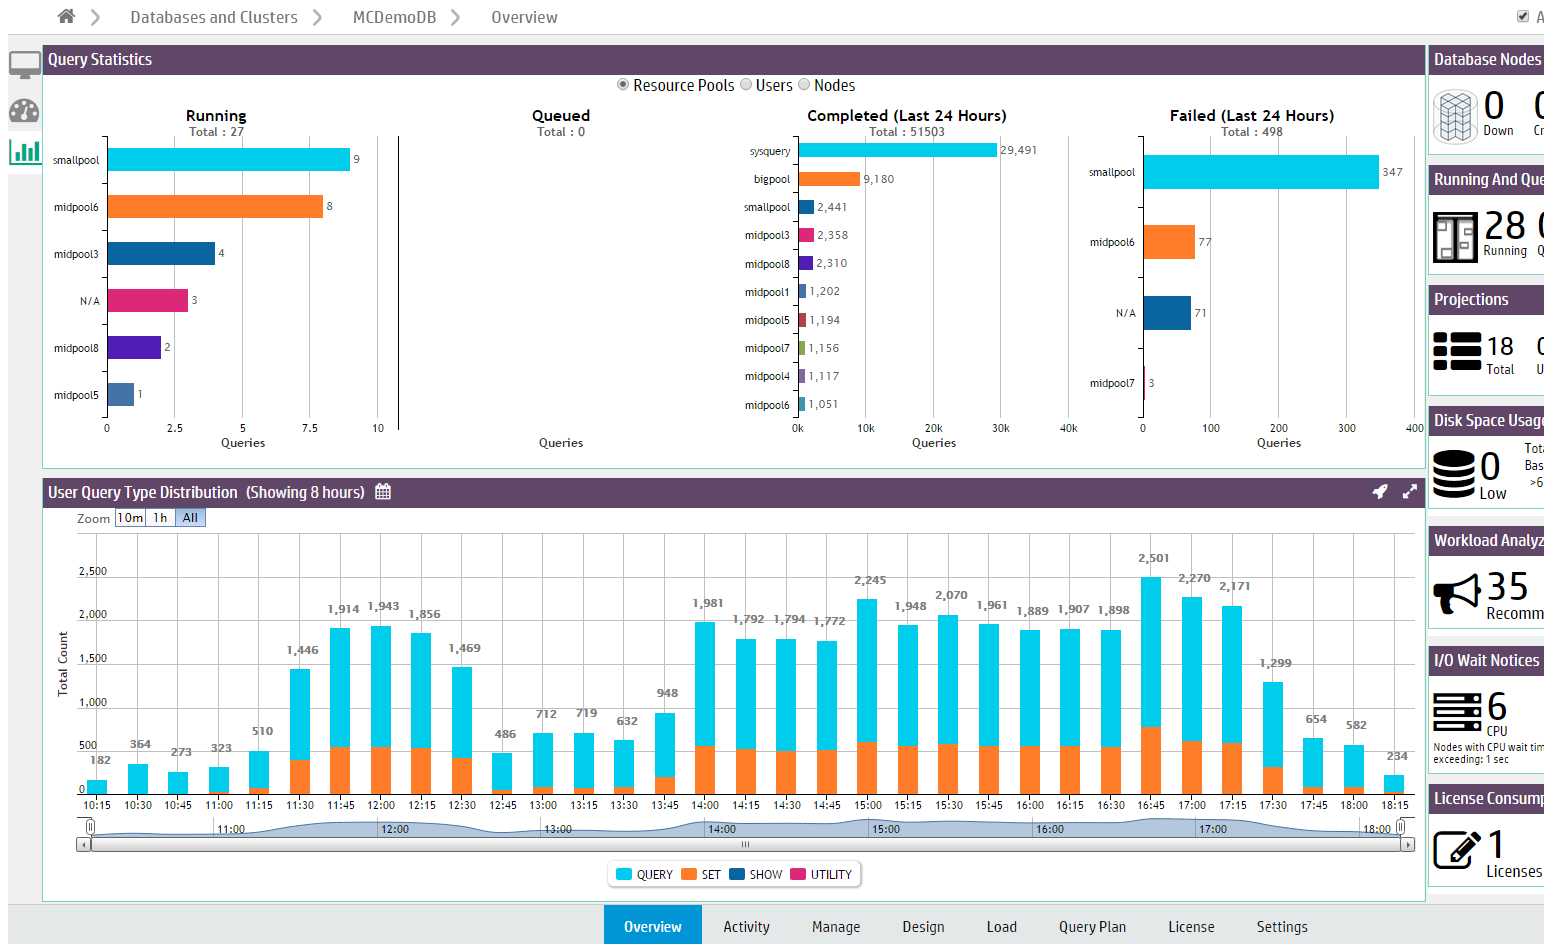 Databases and Clusters MCDemoDB Overview
Query Statistics
Resource Pools Users Nodes
Running
Total : 27
smallpool 9
midpool6 8
midpool3 4
N/A 3
midpool8 2
midpool5 1
0 2.5 5 7.5 10
Queries
Queued
Total : 0
Queries
Completed (Last 24 Hours)
Total : 51503
sysquery 29,491
bigpool 9,180
smallpool 2,441
midpool3 2,358
midpool8 2,310
midpool1 1,202
midpool5 1,194
midpool7 1,156
midpool4 1,117
midpool6 1,051
0k 10k 20k 30k 40k
Queries
Failed (Last 24 Hours)
Total : 498
smallpool 347
midpool6 77
N/A 71
midpool7 3
0 100 200 300 400
Queries
User Query Type Distribution (Showing 8 hours)
Zoom 10m 1h All
Total Count
2,500
2,000
1,500
1,000
500
0
182 364 273 323 510 1,446 1,914 1,943 1,856 1,469 486 712 719 632 948 1,981 1,792 1,794 1,772 2,245 1,948 2,070 1,961 1,889 1,907 1,898 2,501 2,270 2,171 1,299 654 582 234
10:15 10:30 10:45 11:00 11:15 11:30 11:45 12:00 12:15 12:30 12:45 13:00 13:15 13:30 13:45 14:00 14:15 14:30 14:45 15:00 15:15 15:30 15:45 16:00 16:15 16:30 16:45 17:00 17:15 17:30 17:45 18:00 18:15
11:00 12:00 13:00 14:00 15:00 16:00 17:00 18:00
QUERY SET SHOW UTILITY
Database Nodes
0
Down
Running And Que
28
Running
Projections
18
Total
Disk Space Usage
0
Low
>6
Workload Analyz
35
Recomm
I/O Wait Notices
6
CPU
Nodes with CPU wait tim
exceeding: 1 sec
License Consump
1
Licenses
Overview Activity Manage Design Load Query Plan License Settings